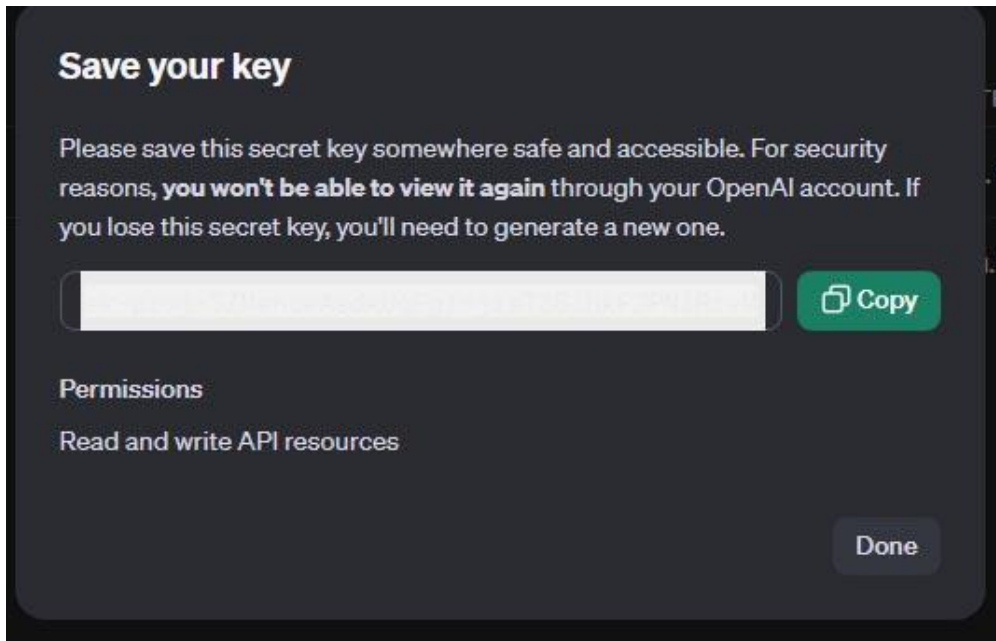 Save your key
Please save this secret key somewhere safe and accessible. For security
reasons, you won't be able to view it again through your OpenAI account. If
you lose this secret key, you'll need to generate a new one.
Copy
Permissions
Read and write API resources
Done